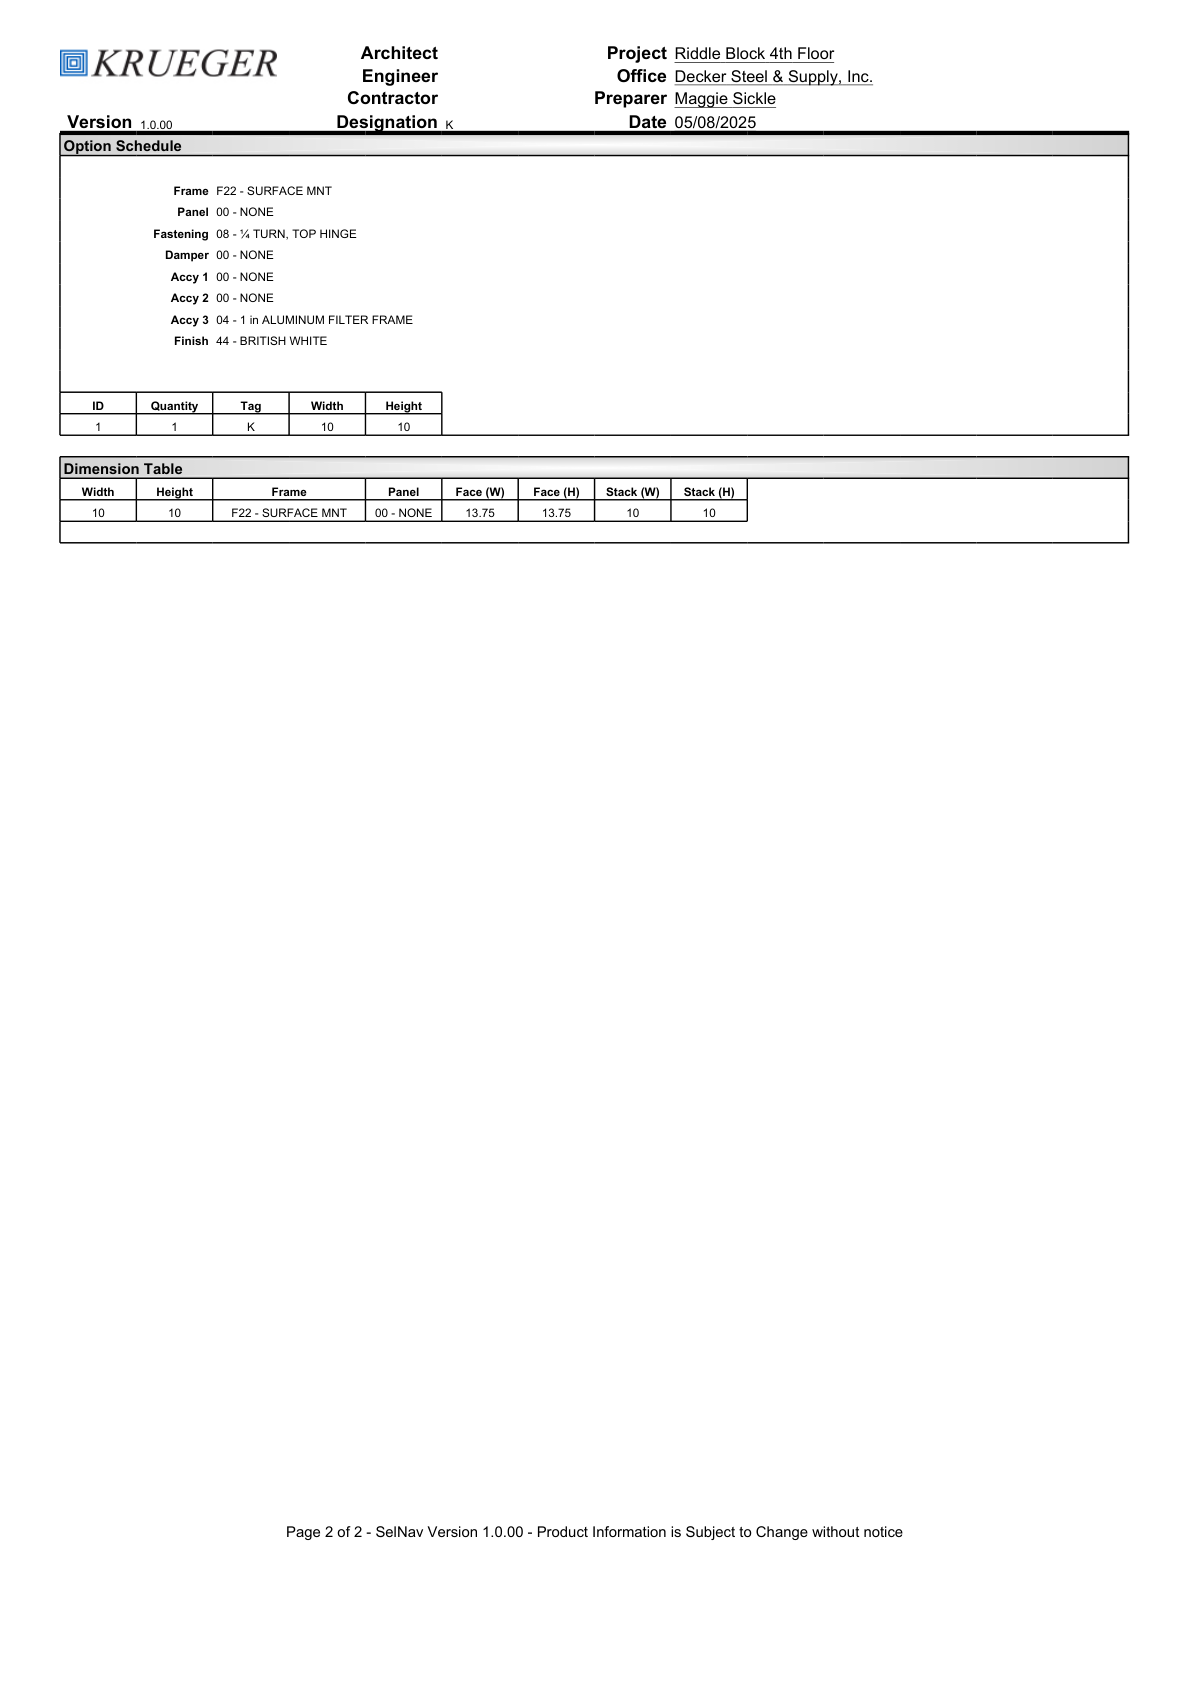 KRUEGER
Architect
Project Riddle Block 4th Floor
Engineer
Office Decker Steel & Supply, Inc.
Contractor
Preparer Maggie Sickle
Version 1.0.00
Designation K
Date 05/08/2025
Option Schedule
Frame F22 - SURFACE MNT
Panel 00 - NONE
Fastening 08 - ¼ TURN, TOP HINGE
Damper 00 - NONE
Accy 1 00 - NONE
Accy 2 00 - NONE
Accy 3 04 - 1 in ALUMINUM FILTER FRAME
Finish 44 - BRITISH WHITE
ID Quantity Tag Width Height
1 1 K 10 10
Dimension Table
Width Height Frame Panel Face (W) Face (H) Stack (W) Stack (H)
10 10 F22 - SURFACE MNT 00 - NONE 13.75 13.75 10 10
Page 2 of 2 - SelNav Version 1.0.00 - Product Information is Subject to Change without notice